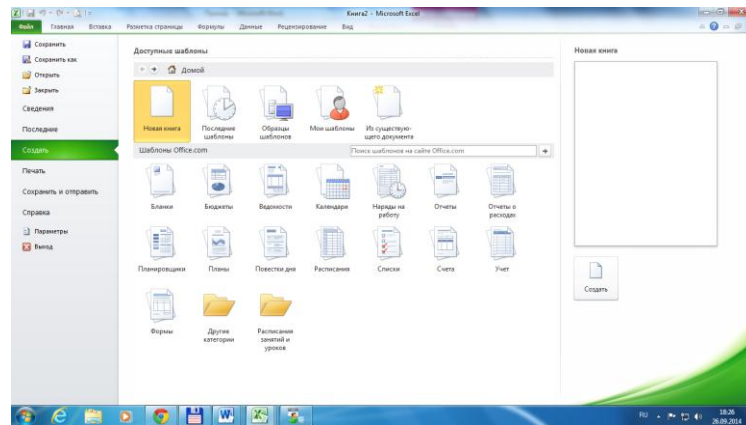 Книга2 - Microsoft Excel
Файл Главная Вставка Разметка страницы Формулы Данные Рецензирование Вид
Сохранить
Сохранить как
Открыть
Закрыть
Сведения
Последние
Создать
Печать
Сохранить и отправить
Справка
Параметры
Выход
Доступные шаблоны
Домой
Новая книга
Последние шаблоны
Образцы шаблонов
Мои шаблоны
Из существую-
щего документа
Шаблоны Office.com
Поиск шаблонов на сайте Office.com
Бланки
Бюджеты
Ведомости
Календари
Наряды на работу
Отчеты
Отчеты о расходах
Планировщики
Планы
Повестки дня
Расписания
Списки
Счета
Учет
Формы
Другие категории
Расписания занятий и уроков
Новая книга
Создать
RU
18:26
26.09.2014